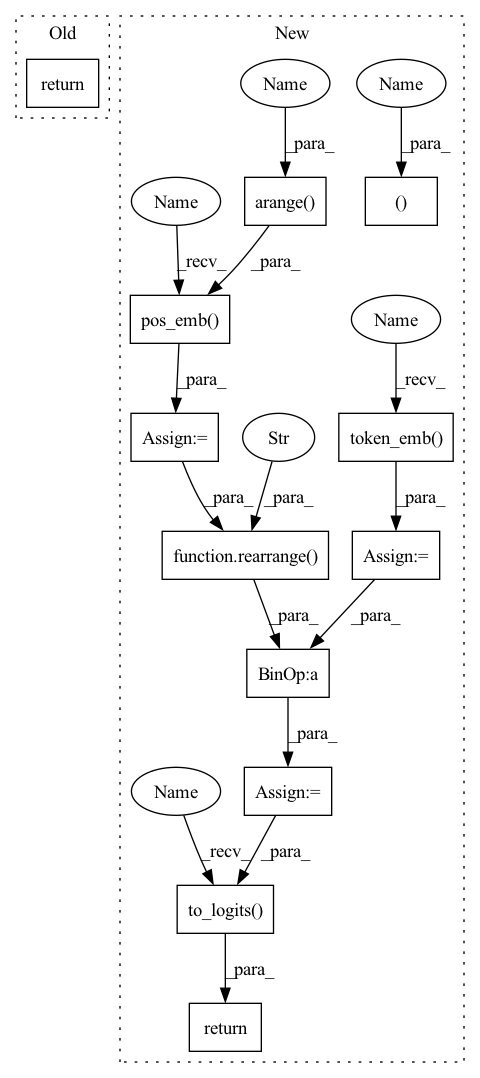 Old
New
return
Name
Name
_para_
_para_
Name
arange()
()
_recv_
_para_
pos_emb()
Name
_para_
_recv_
Assign:=
Str
token_emb()
_para_
_para_
_para_
function.rearrange()
Assign:=
_para_
_para_
BinOp:a
_para_
Name
Assign:=
_recv_
_para_
to_logits()
_para_
return